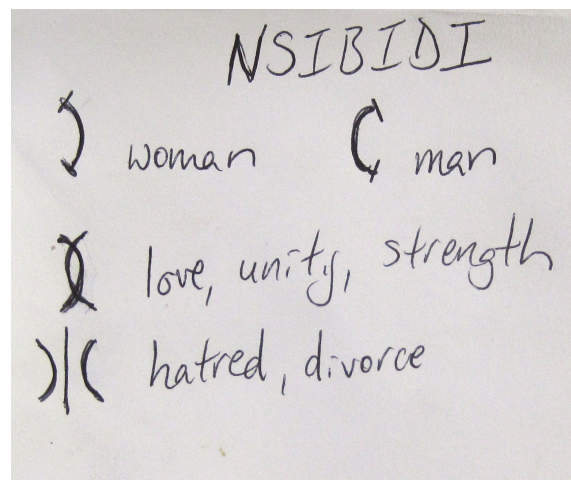 NSIBIDI
woman man
love, unity, strength
hatred, divorce